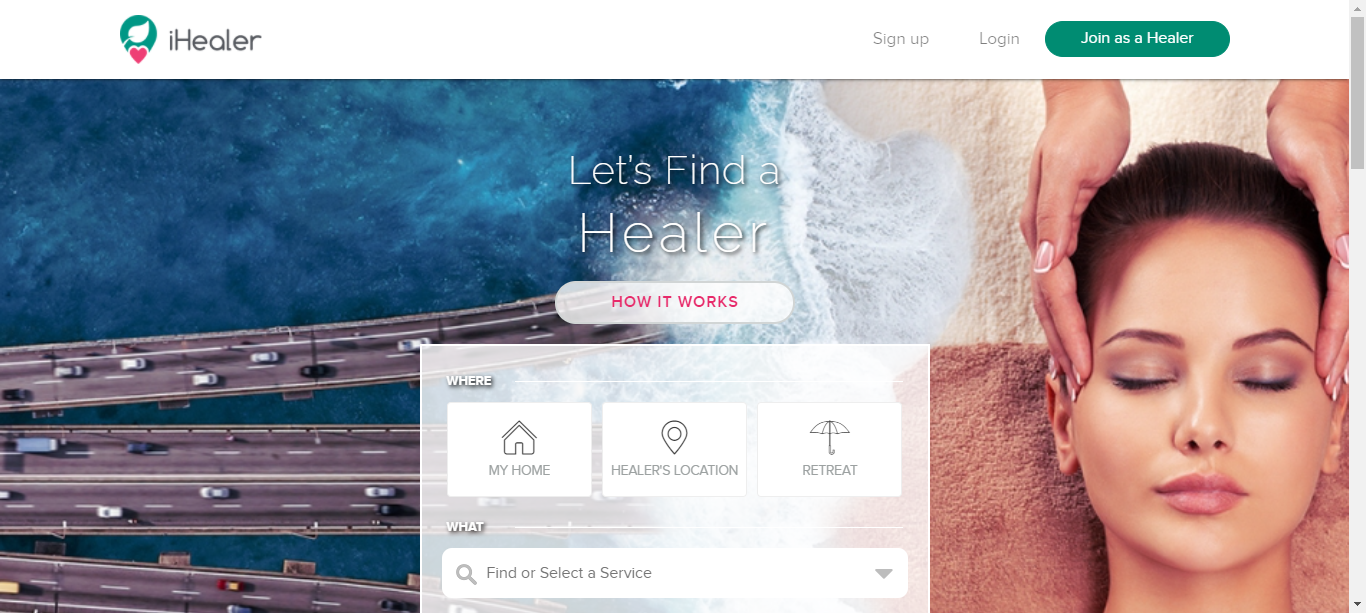 iHealer
Sign up
Login
Join as a Healer
Let's Find a
Healer
HOW IT WORKS
WHERE
MY HOME
HEALER'S LOCATION
RETREAT
WHAT
Find or Select a Service